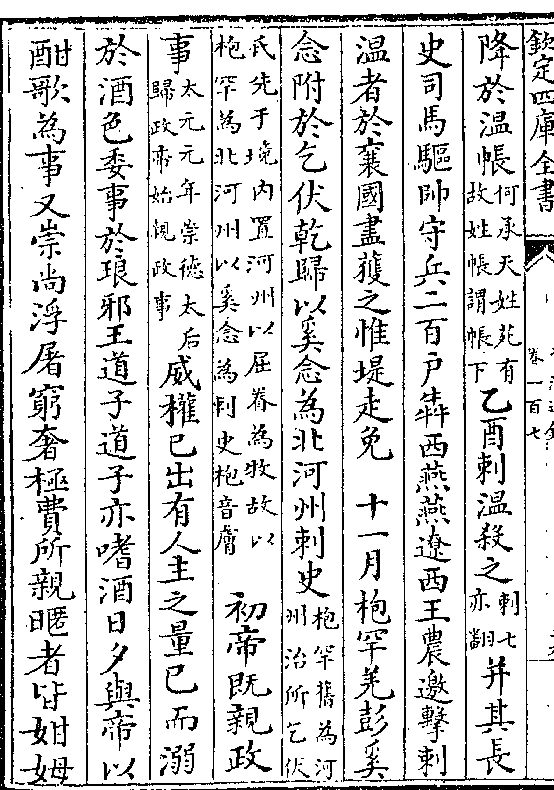 欽定四庫全書
卷一百七
降於溫帳何承天姓苑有故姓帳謂帳下乙酉刺溫殺之刺七亦翻并其長
史司馬驅帥守兵二百戶犇西燕燕遼西王農邀擊刺
溫者於襄國盡獲之惟堤走免 十一月枹罕羌彭奚
念附於乞伏乾歸以奚念為北河州刺史枹罕舊為河州治所乞伏
氏先于境内置河州以屈眷為牧故以枹罕為北河州以奚念為刺史枹音膚 初帝既親政
事太元元年崇德太后歸政帝始親政事威權已出有人主之量已而溺
於酒色委事於琅邪王道子道子亦嗜酒日夕與帝以
酣歌為事又崇尚浮屠窮奢極費所親暱者皆姏姆